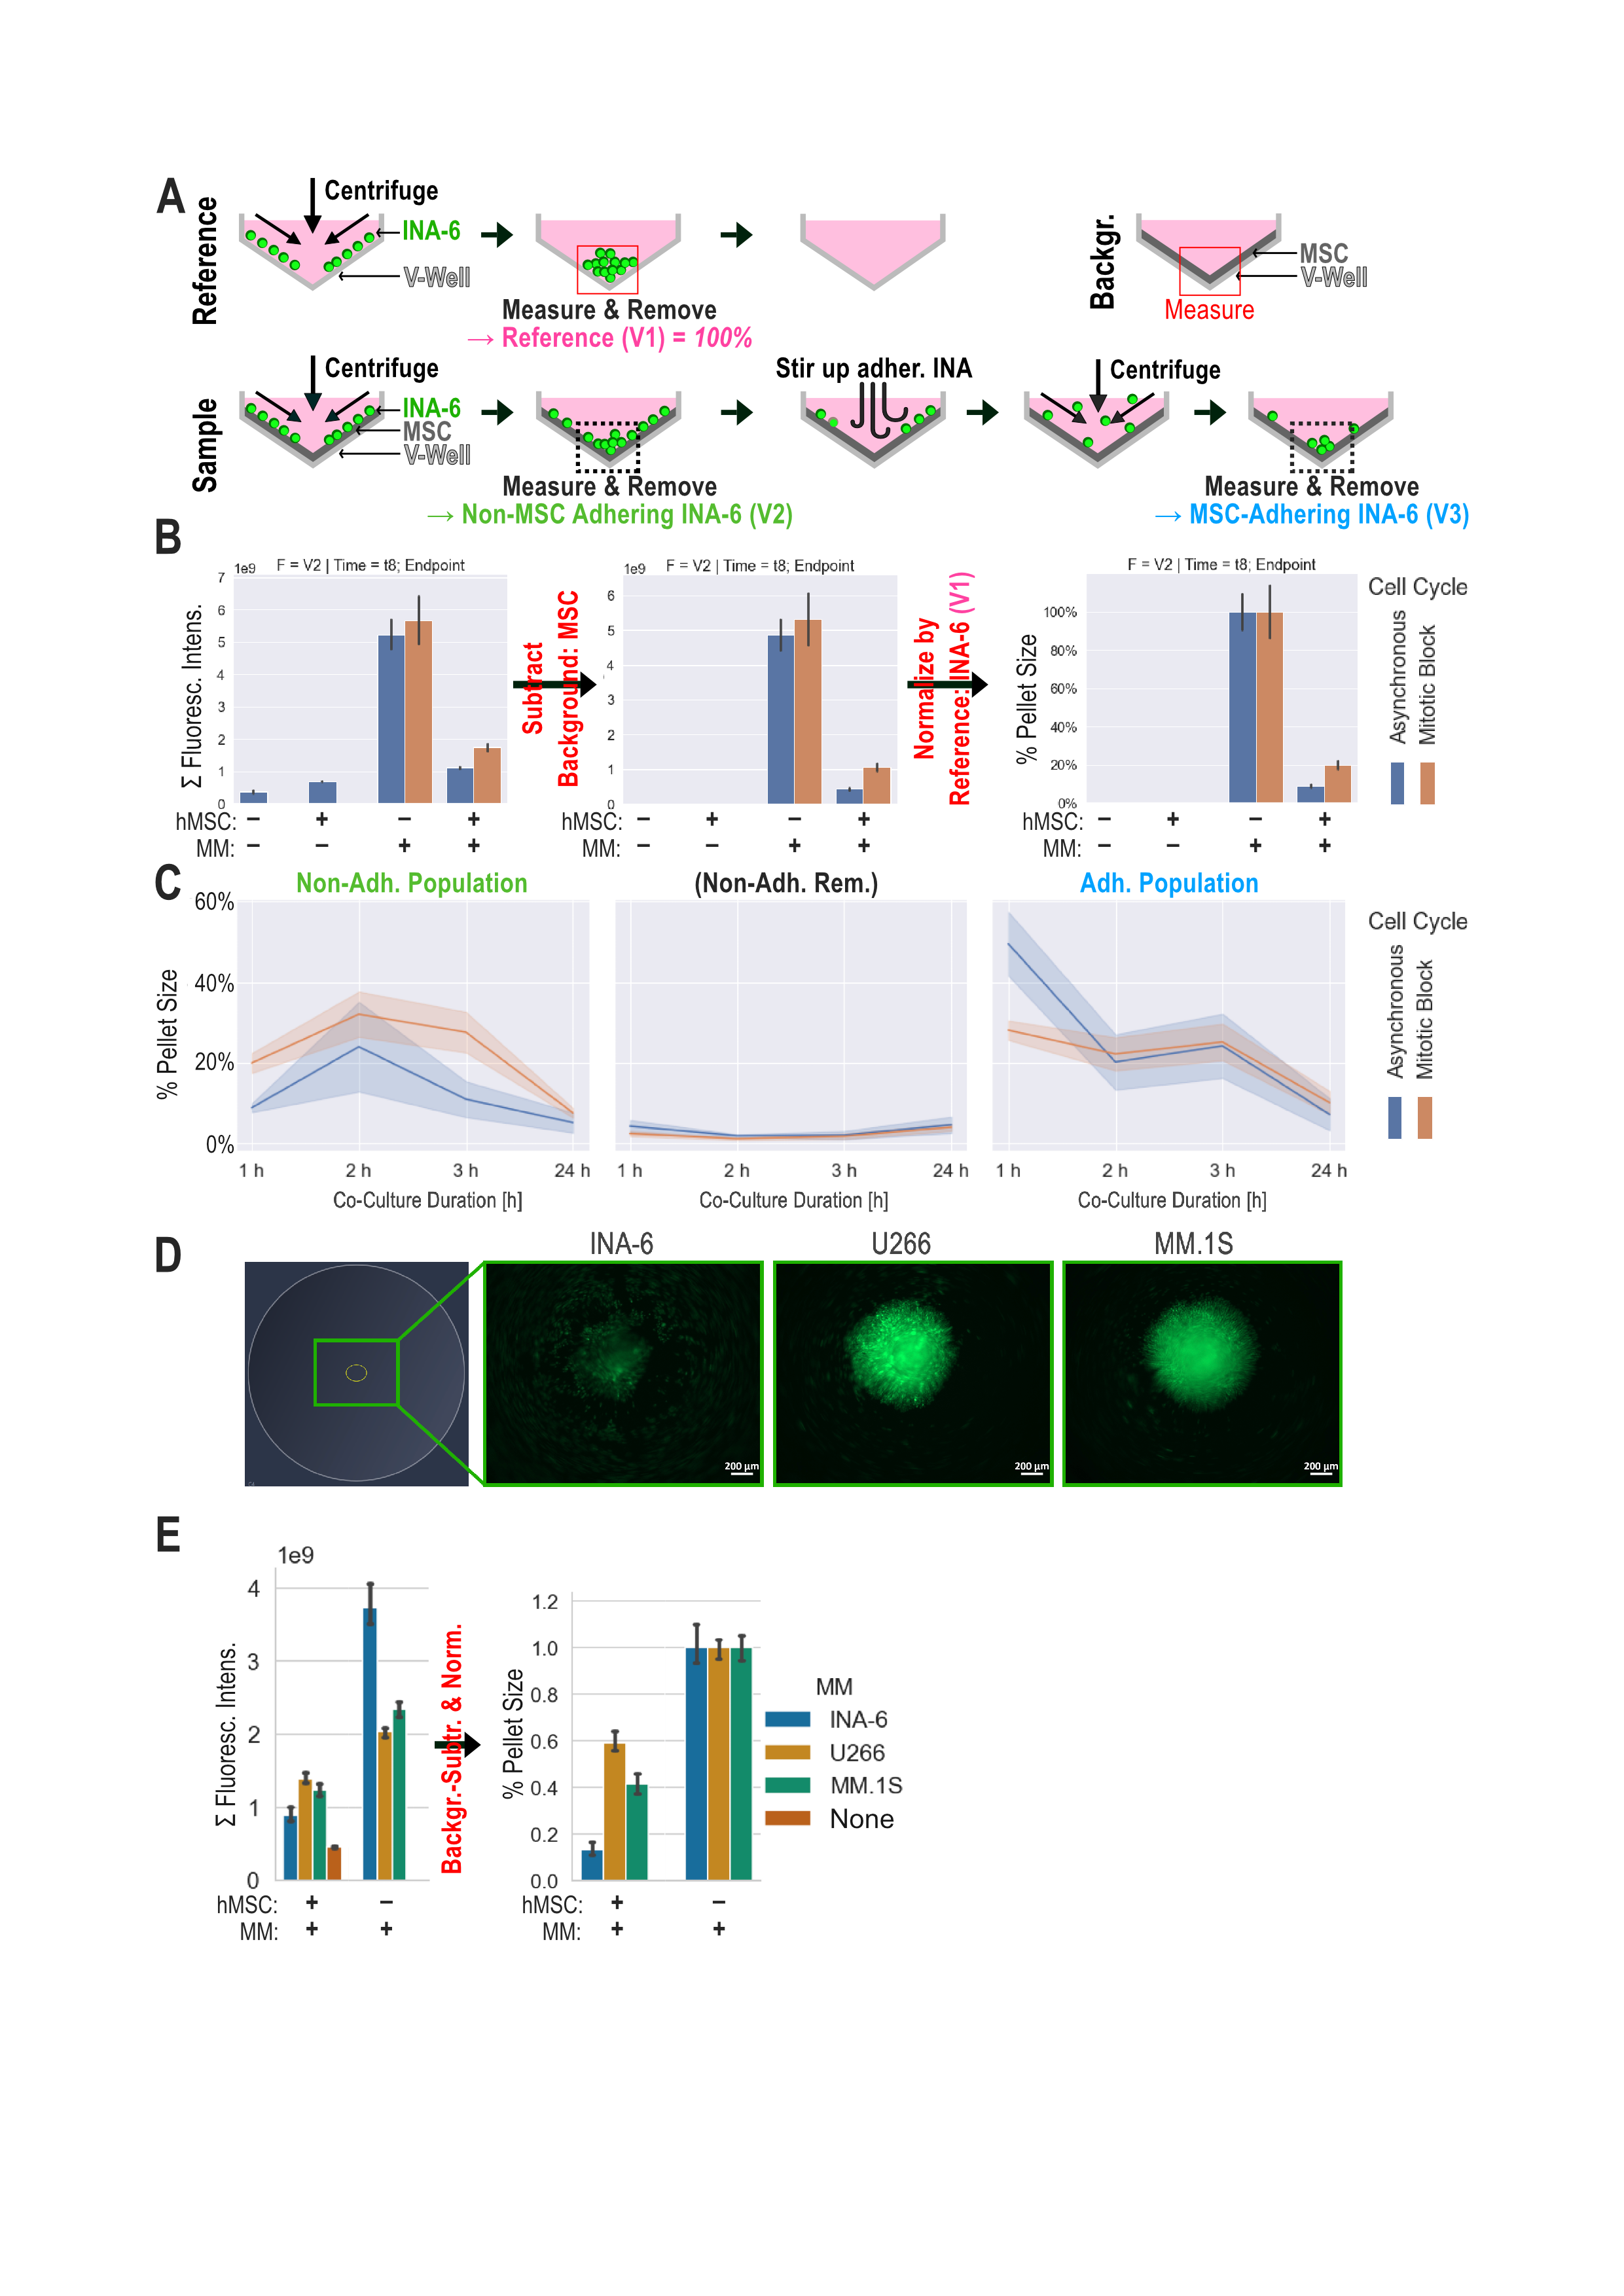 A
Reference
Centrifuge
INA-6
V-Well
Measure & Remove
→ Reference (V1) = 100%
Backgr.
MSC
V-Well
Measure
Sample
Centrifuge
INA-6
MSC
V-Well
Measure & Remove
→ Non-MSC Adhering INA-6 (V2)
Stir up adher. INA
Centrifuge
Measure & Remove
→ MSC-Adhering INA-6 (V3)
B
1e9 F = V2 | Time = t8; Endpoint
Σ Fluoresc. Intens.
7
6
5
4
3
2
1
0
hMSC: − + − +
MM: − − + +
Subtract
Background: MSC
1e9 F = V2 | Time = t8; Endpoint
6
5
4
3
2
1
0
hMSC: − + − +
MM: − − + +
Normalize by
Reference: INA-6 (V1)
F = V2 | Time = t8; Endpoint
% Pellet Size
100%
80%
60%
40%
20%
0%
hMSC: − + − +
MM: − − + +
Cell Cycle
Asynchronous
Mitotic Block
C
Non-Adh. Population
(Non-Adh. Rem.)
Adh. Population
% Pellet Size
60%
40%
20%
0%
1 h 2 h 3 h 24 h
Co-Culture Duration [h]
1 h 2 h 3 h 24 h
Co-Culture Duration [h]
1 h 2 h 3 h 24 h
Co-Culture Duration [h]
Cell Cycle
Asynchronous
Mitotic Block
D
INA-6
U266
MM.1S
200 µm
200 µm
200 µm
E
1e9
Σ Fluoresc. Intens.
4
3
2
1
0
hMSC: + −
MM: + +
Backgr.-Subtr. & Norm.
% Pellet Size
1.2
1.0
0.8
0.6
0.4
0.2
0.0
hMSC: + −
MM: + +
MM
INA-6
U266
MM.1S
None